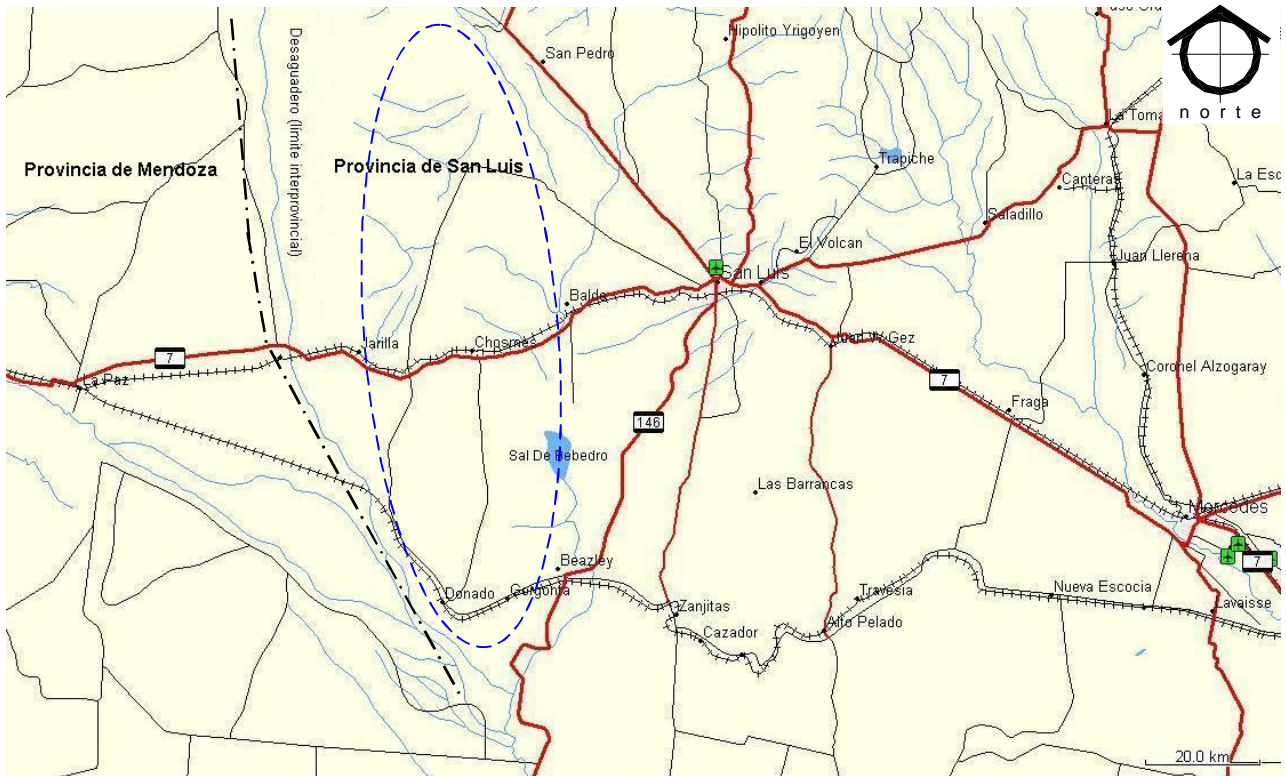 San Pedro
Hipolito Yrigoyen
norte
La Toma
Desaguadero (límite interprovincial)
Provincia de Mendoza
Provincia de San Luis
Trapiche
Canteras
La Esc
Saladillo
El Volcan
Juan Llerena
San Luis
Balde
Jarilla
Chosmes
Juan W Gez
7
La Paz
7
Coronel Alzogaray
Fraga
146
Sal De Bebedro
Las Barrancas
Mercedes
7
Beazley
Donado
Gorgonta
Zanjitas
Travesia
Nueva Escocia
Lavaisse
Alto Pelado
Cazador
20.0 km